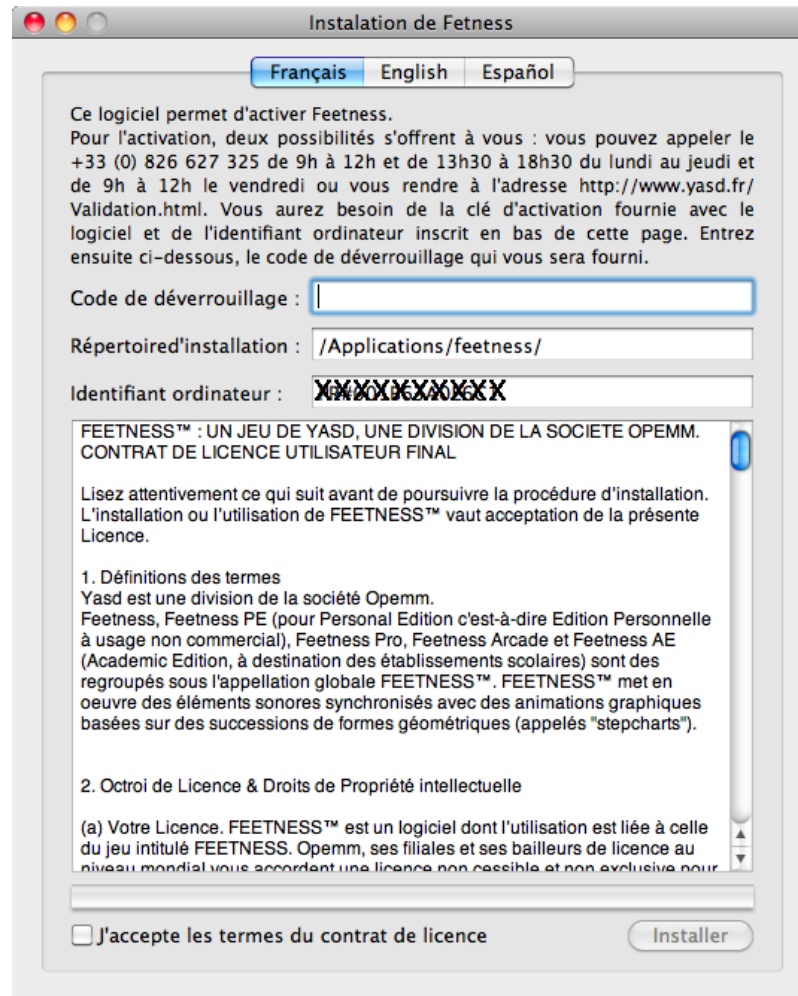 Instalation de Fetness
Français English Español
Ce logiciel permet d'activer Feetness.
Pour l'activation, deux possibilités s'offrent à vous : vous pouvez appeler le
+33 (0) 826 627 325 de 9h à 12h et de 13h30 à 18h30 du lundi au jeudi et
de 9h à 12h le vendredi ou vous rendre à l'adresse http://www.yasd.fr/
Validation.html. Vous aurez besoin de la clé d'activation fournie avec le
logiciel et de l'identifiant ordinateur inscrit en bas de cette page. Entrez
ensuite ci-dessous, le code de déverrouillage qui vous sera fourni.
Code de déverrouillage :
Répertoired'installation : /Applications/feetness/
Identifiant ordinateur :
FEETNESS™ : UN JEU DE YASD, UNE DIVISION DE LA SOCIETE OPEMM.
CONTRAT DE LICENCE UTILISATEUR FINAL
Lisez attentivement ce qui suit avant de poursuivre la procédure d'installation.
L'installation ou l'utilisation de FEETNESS™ vaut acceptation de la présente
Licence.
1. Définitions des termes
Yasd est une division de la société Opemm.
Feetness, Feetness PE (pour Personal Edition c'est-à-dire Edition Personnelle
à usage non commercial), Feetness Pro, Feetness Arcade et Feetness AE
(Academic Edition, à destination des établissements scolaires) sont des
regroupés sous l'appellation globale FEETNESS™. FEETNESS™ met en
oeuvre des éléments sonores synchronisés avec des animations graphiques
basées sur des successions de formes géométriques (appelés "stepcharts").
2. Octroi de Licence & Droits de Propriété intellectuelle
(a) Votre Licence. FEETNESS™ est un logiciel dont l'utilisation est liée à celle
du jeu intitulé FEETNESS. Opemm, ses filiales et ses bailleurs de licence au
niveau mondial vous accordent une licence non cessible et non exclusive pour
J'accepte les termes du contrat de licence
Installer